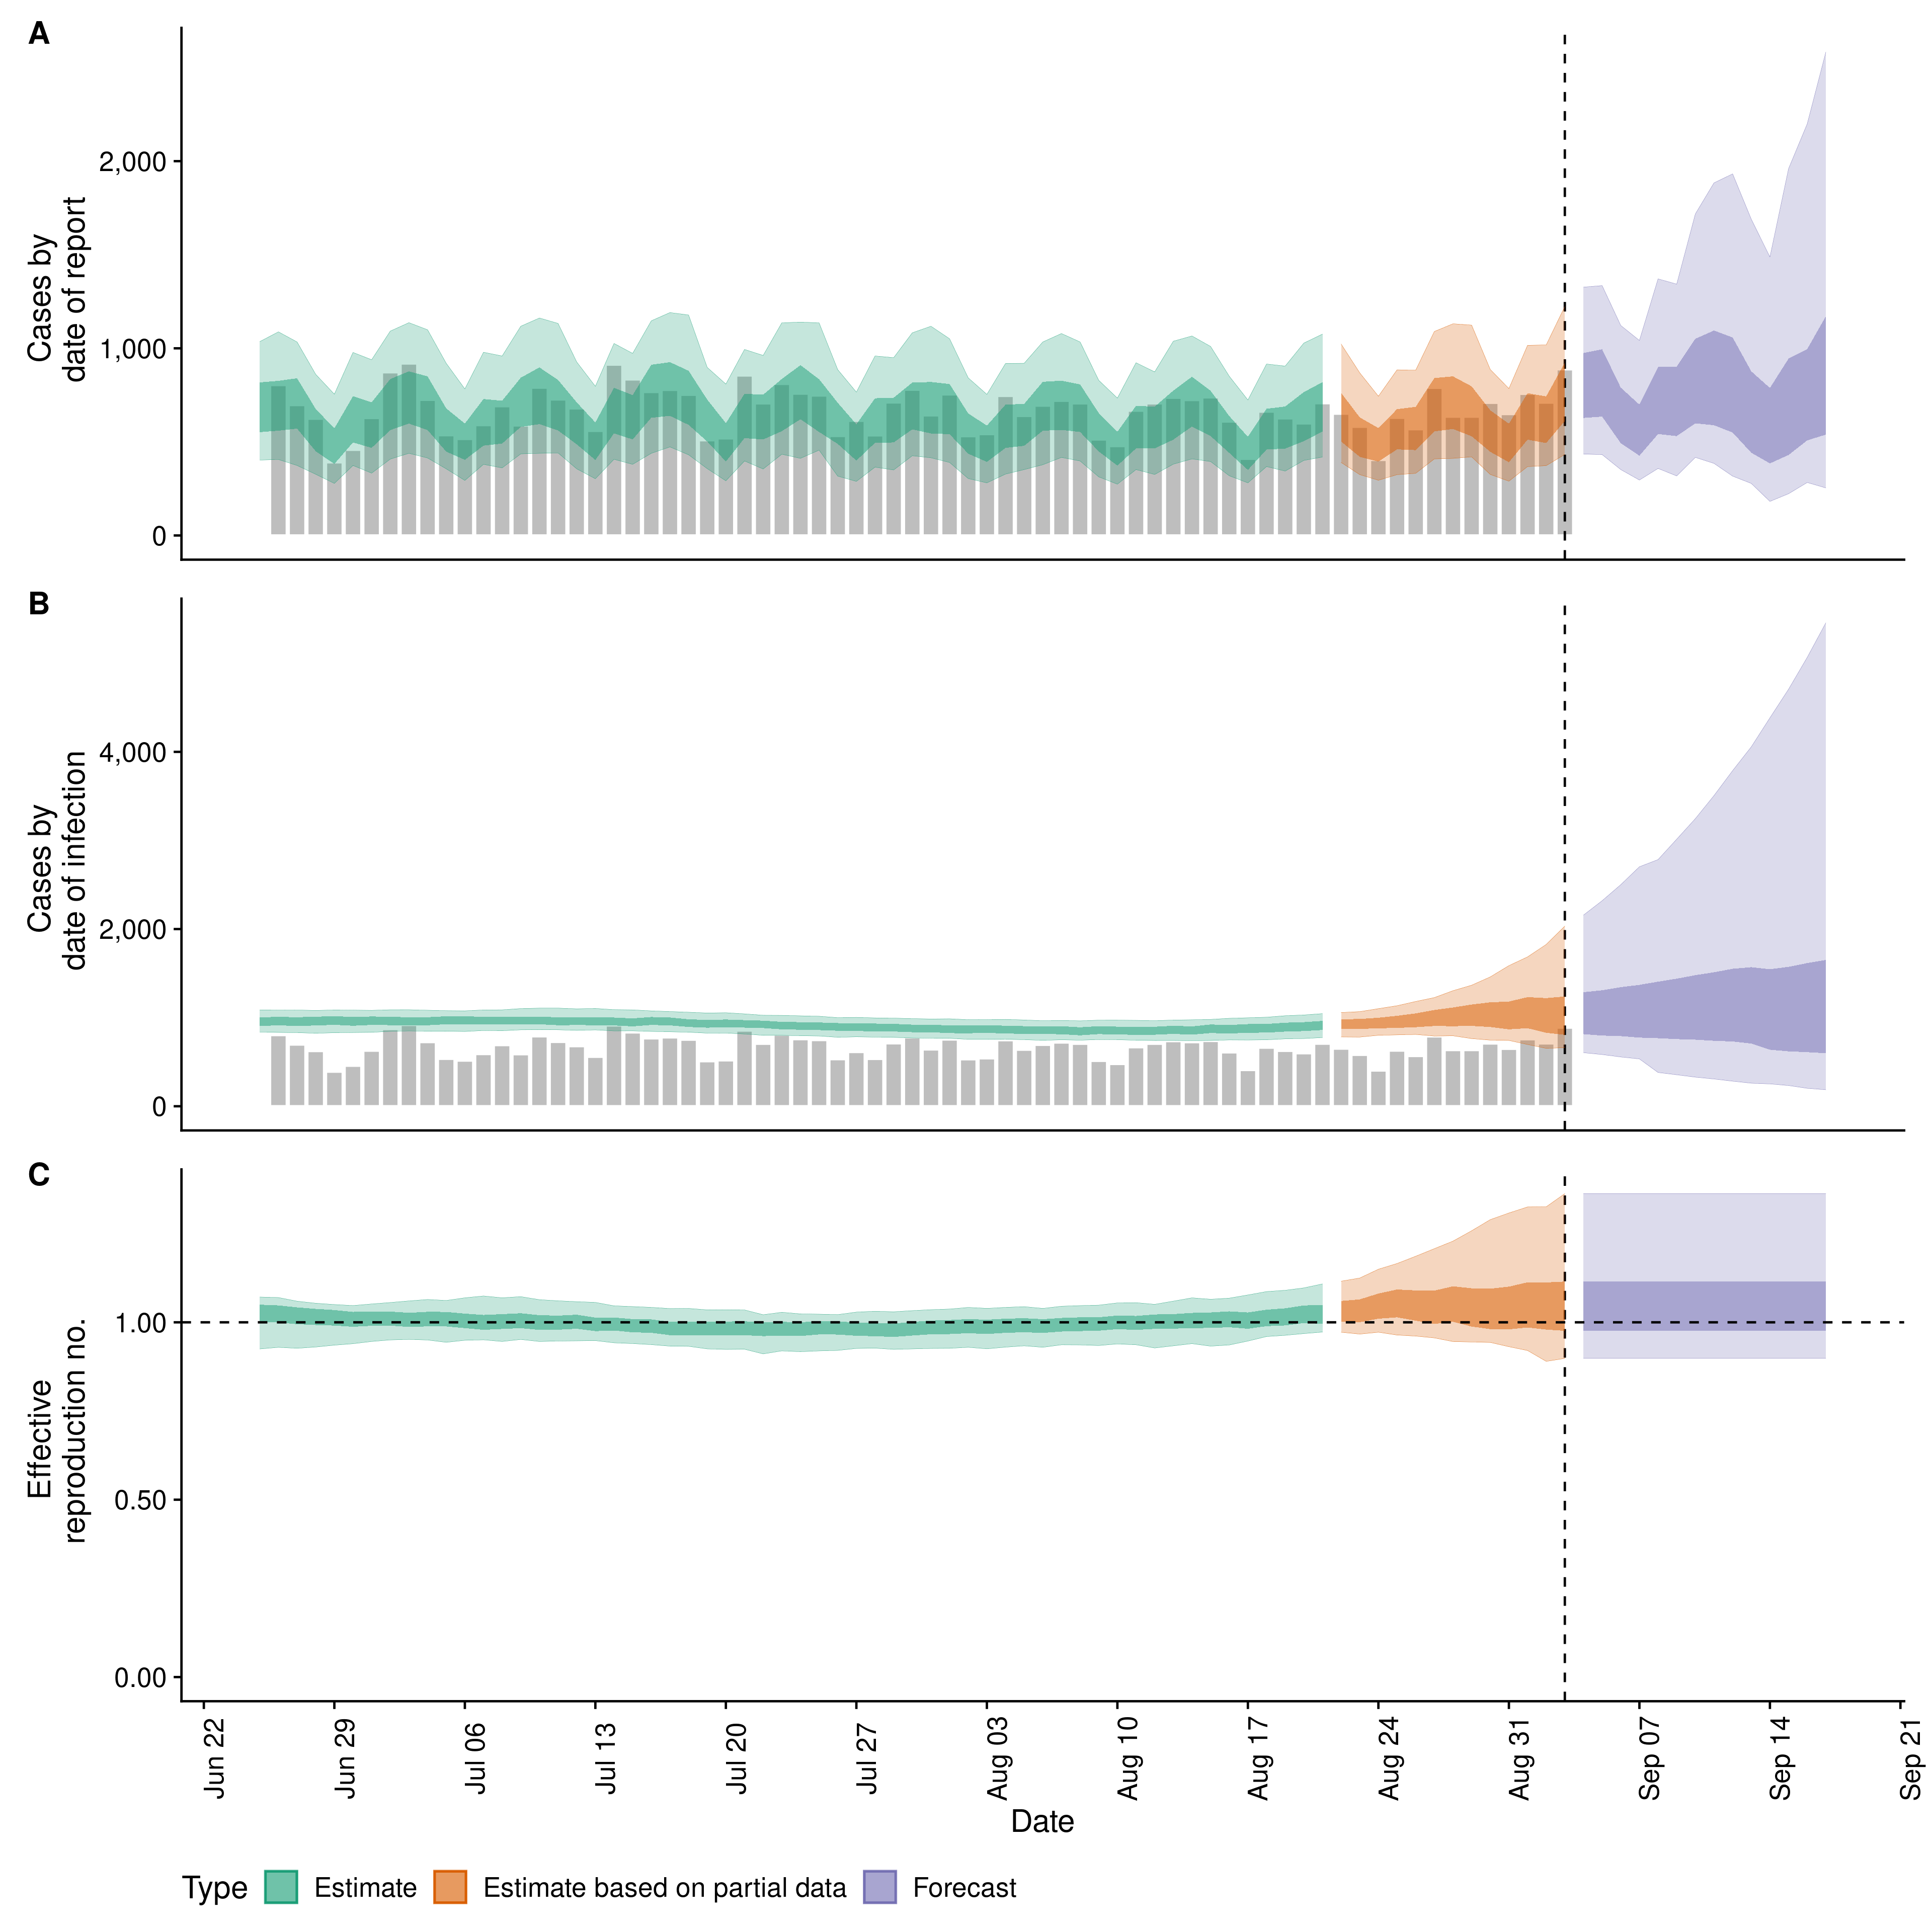 A
Cases by
date of report
2,000
1,000
0
B
Cases by
date of infection
4,000
2,000
0
C
Effective
reproduction no.
1.00
0.50
0.00
Jun 22
Jun 29
Jul 06
Jul 13
Jul 20
Jul 27
Aug 03
Aug 10
Aug 17
Aug 24
Aug 31
Sep 07
Sep 14
Sep 21
Date
Type Estimate Estimate based on partial data Forecast